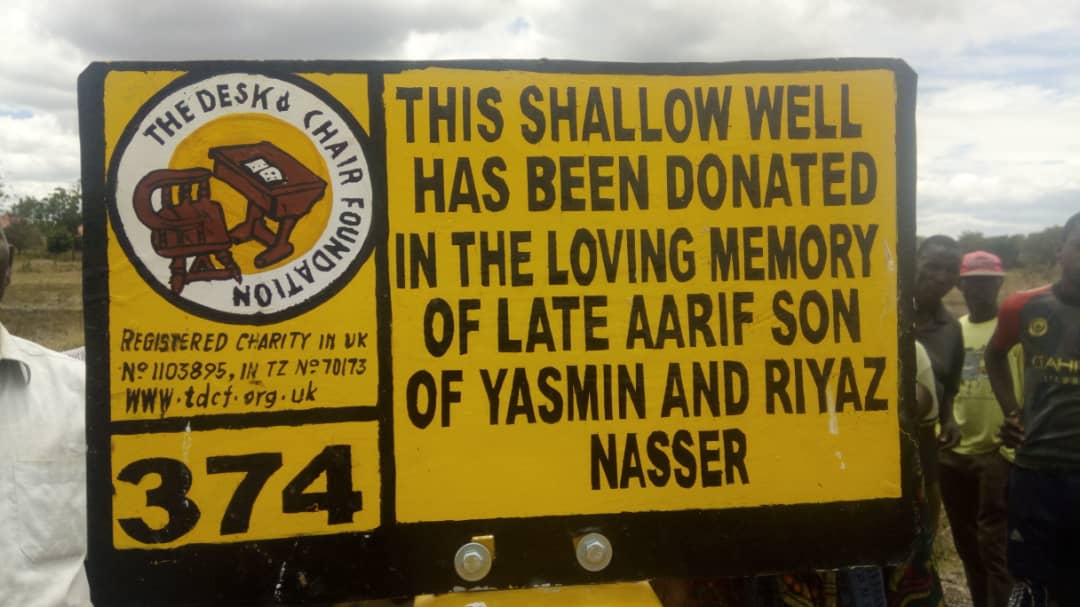 THE DESK & CHAIR FOUNDATION
REGISTERED CHARITY IN UK
Nº 1103895, IN TZ Nº 70173
WWW.tdcf.org.uk
374
THIS SHALLOW WELL
HAS BEEN DONATED
IN THE LOVING MEMORY
OF LATE AARIF SON
OF YASMIN AND RIYAZ
NASSER